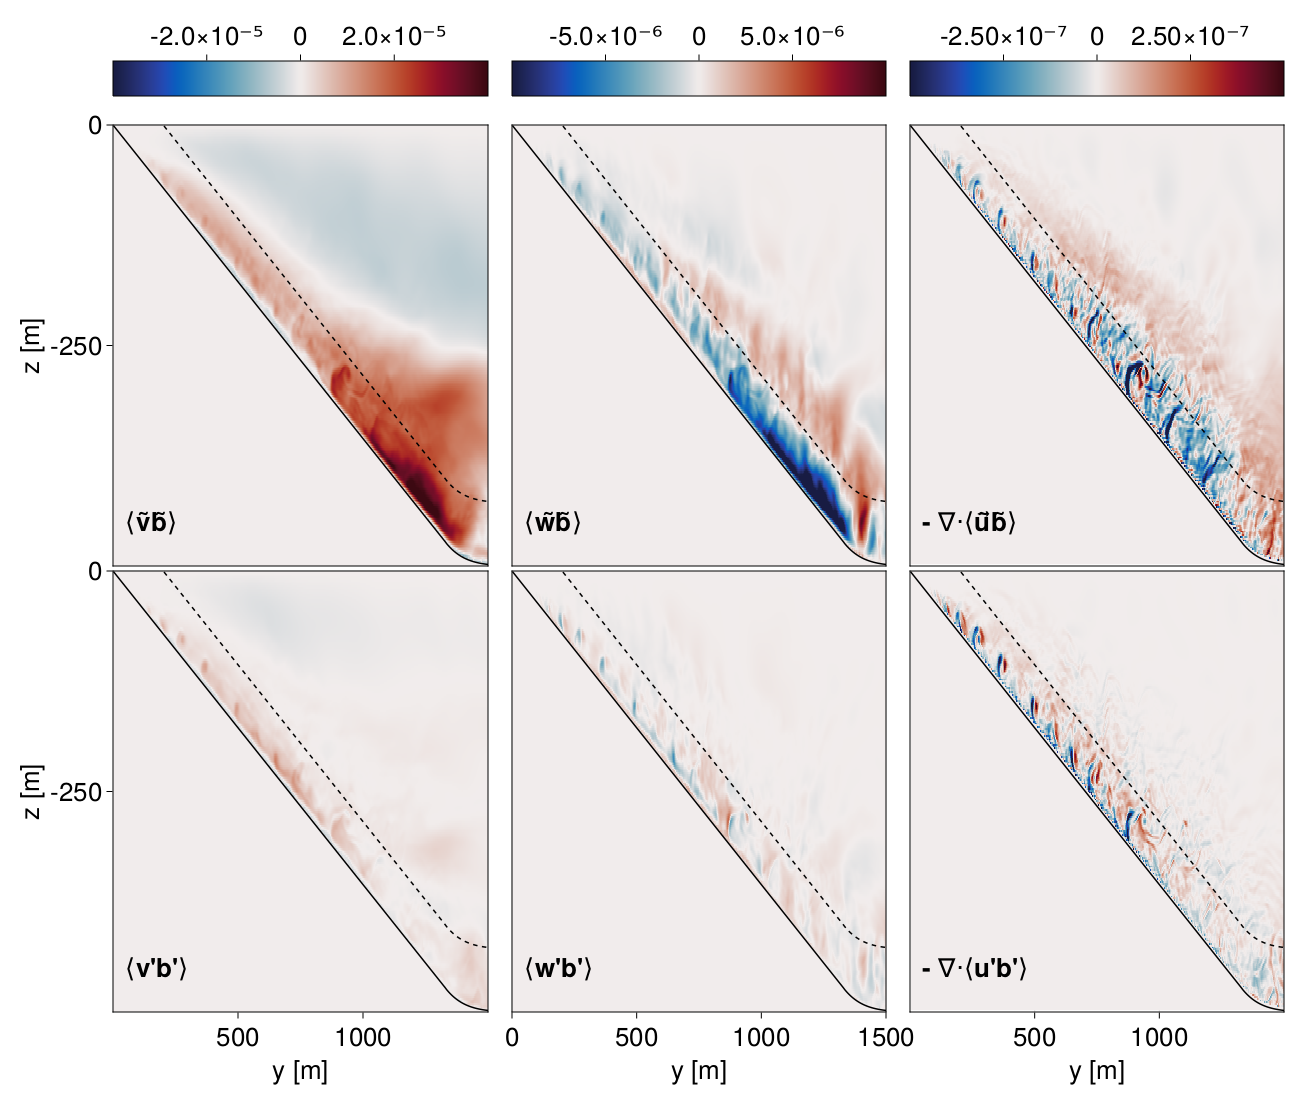 -2.0×10⁻⁵ 0 2.0×10⁻⁵
-5.0×10⁻⁶ 0 5.0×10⁻⁶
-2.50×10⁻⁷ 0 2.50×10⁻⁷
0
-250
z [m]
⟨ṽb̃⟩
⟨w̃b̃⟩
- ∇·⟨ũb̃⟩
0
-250
z [m]
⟨v'b'⟩
⟨w'b'⟩
- ∇·⟨u'b'⟩
500 1000
0 500 1000 1500
500 1000
y [m]
y [m]
y [m]